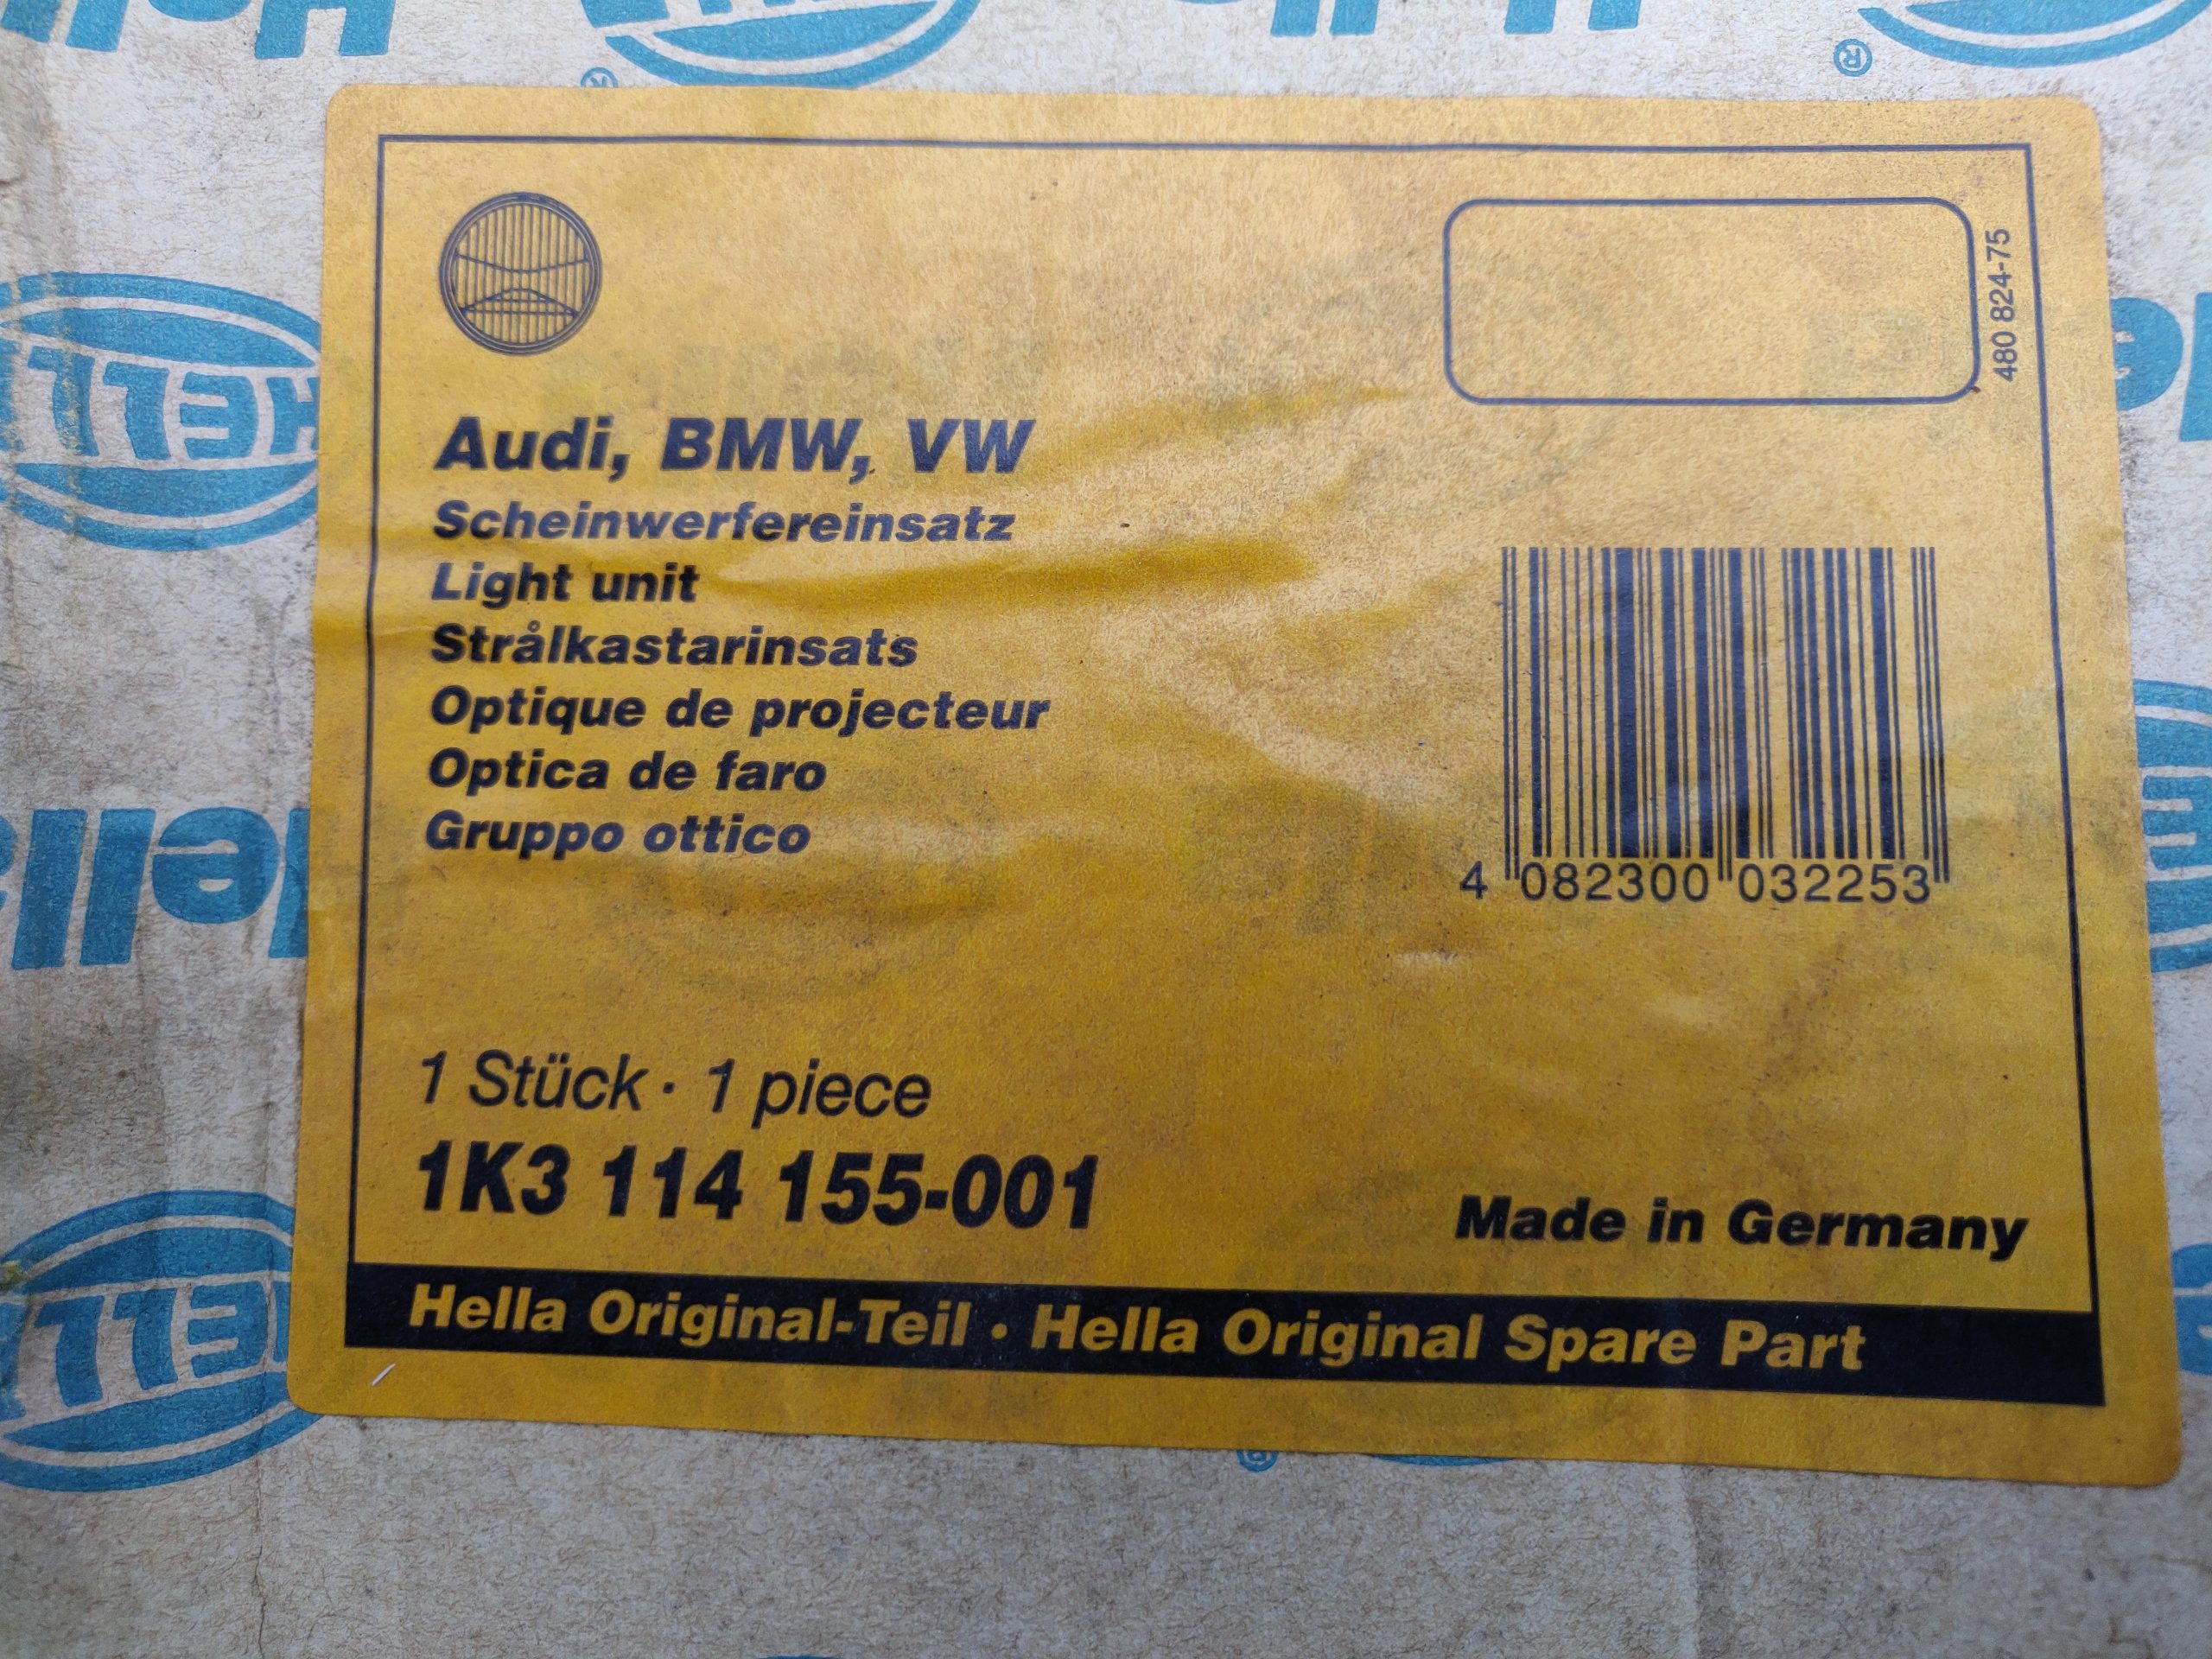 Hella
HELLA
480 824-75
Audi, BMW, VW
Scheinwerfereinsatz
Light unit
Strålkastarinsats
Optique de projecteur
Optica de faro
Gruppo ottico
4 082300 032253
1 Stück · 1 piece
1K3 114 155-001
Made in Germany
Hella Original-Teil · Hella Original Spare Part